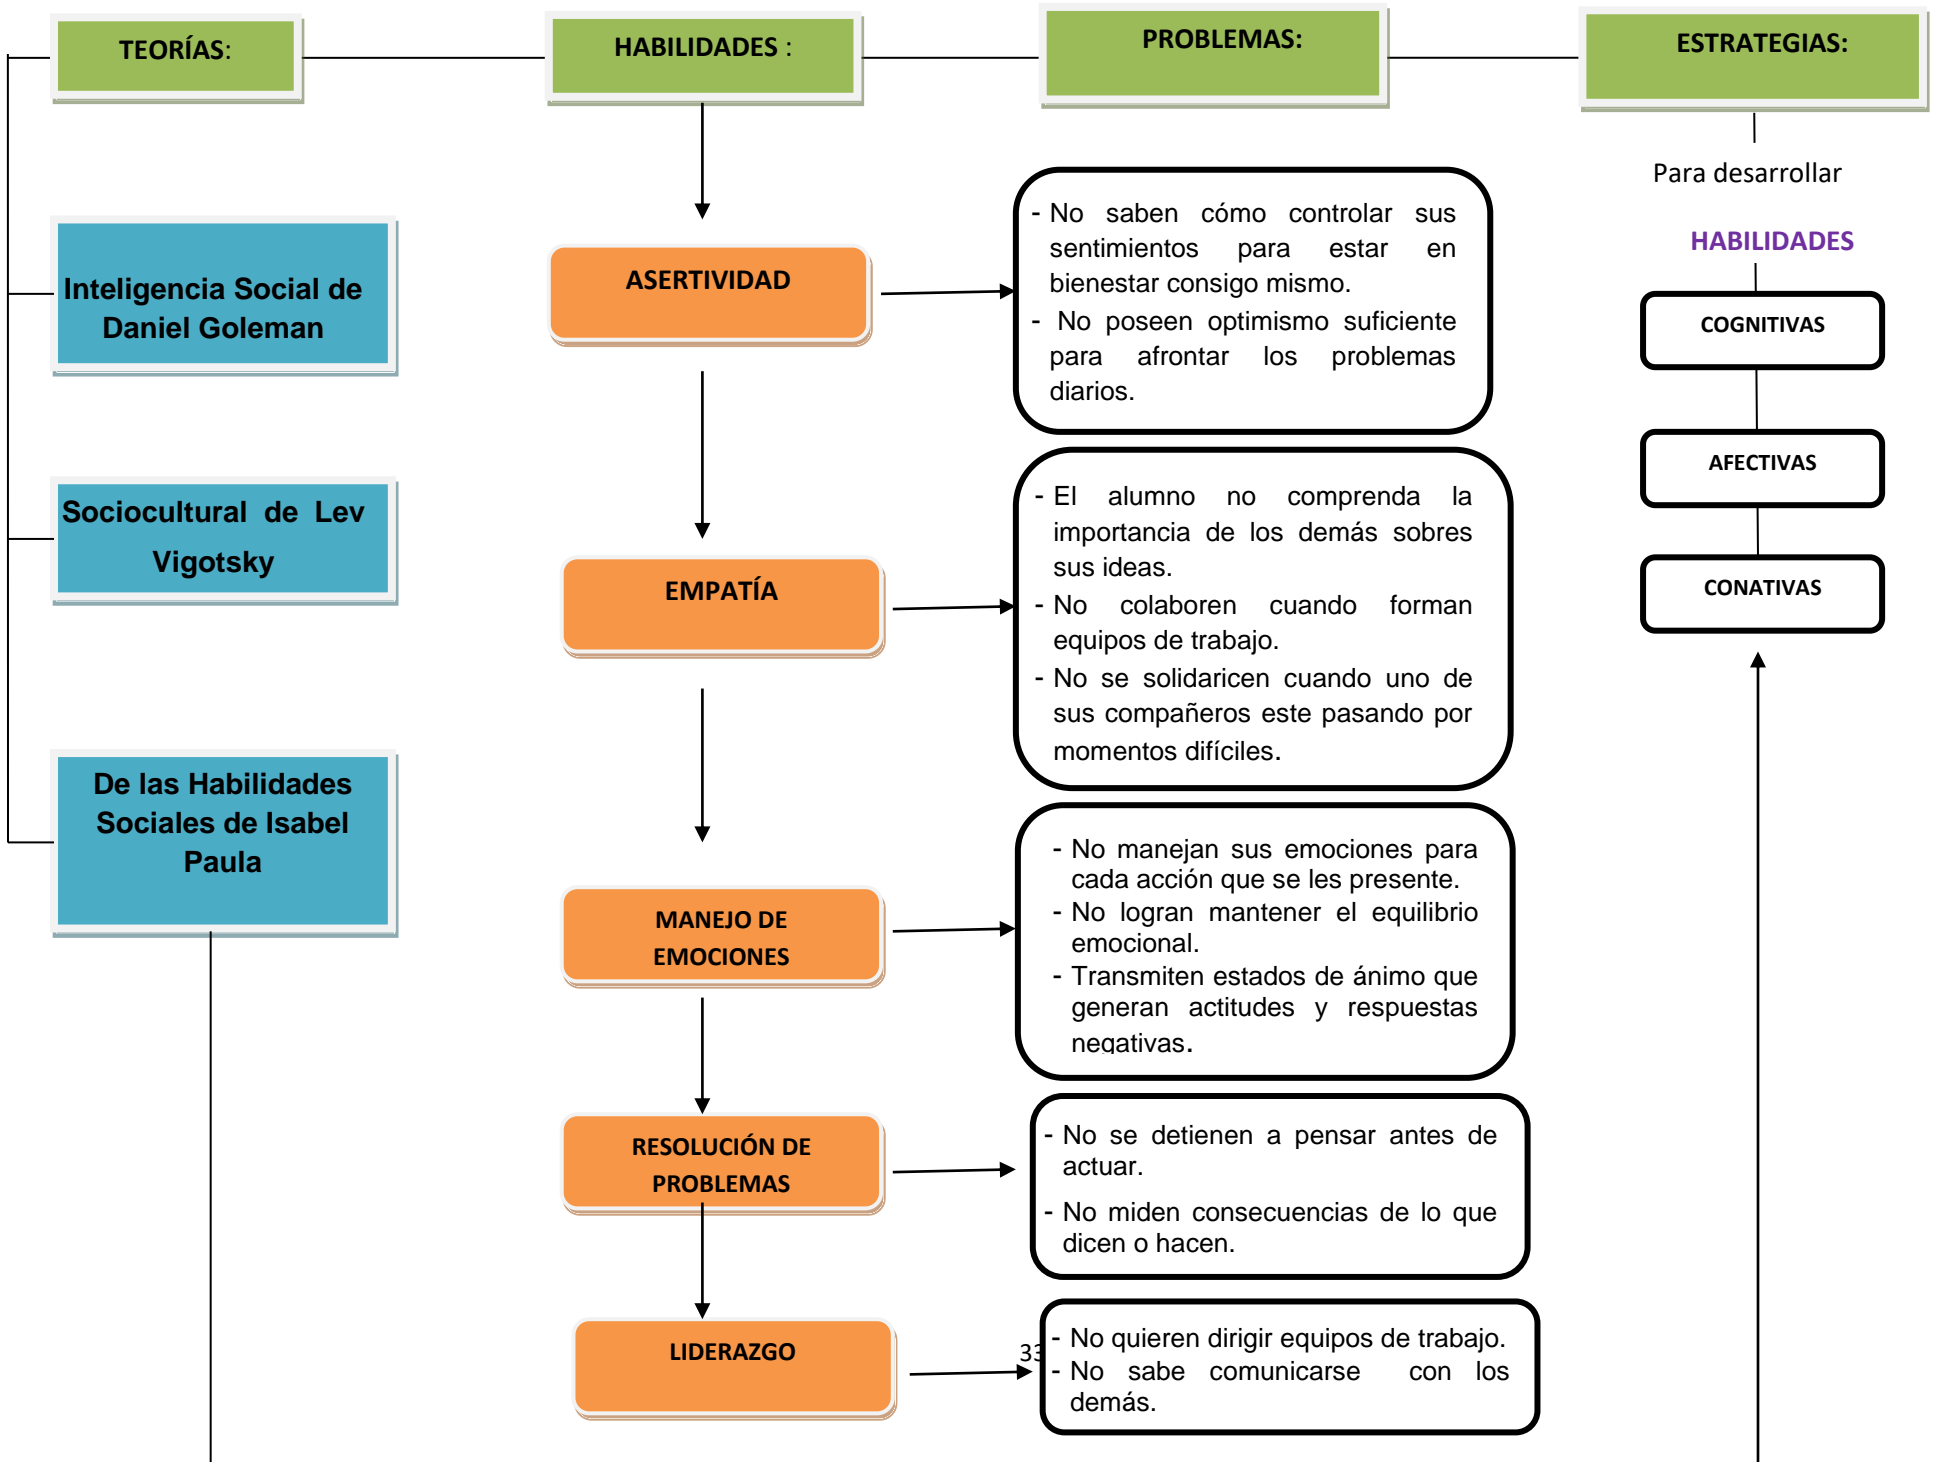 TEORÍAS:
HABILIDADES :
PROBLEMAS:
ESTRATEGIAS:
Inteligencia Social de
Daniel Goleman
Sociocultural de Lev
Vigotsky
De las Habilidades
Sociales de Isabel
Paula
ASERTIVIDAD
- No saben cómo controlar sus
sentimientos para estar en
bienestar consigo mismo.
- No poseen optimismo suficiente
para afrontar los problemas
diarios.
EMPATÍA
- El alumno no comprenda la
importancia de los demás sobres
sus ideas.
- No colaboren cuando forman
equipos de trabajo.
- No se solidaricen cuando uno de
sus compañeros este pasando por
momentos difíciles.
MANEJO DE
EMOCIONES
- No manejan sus emociones para
cada acción que se les presente.
- No logran mantener el equilibrio
emocional.
- Transmiten estados de ánimo que
generan actitudes y respuestas
negativas.
RESOLUCIÓN DE
PROBLEMAS
- No se detienen a pensar antes de
actuar.
- No miden consecuencias de lo que
dicen o hacen.
LIDERAZGO
33
- No quieren dirigir equipos de trabajo.
- No sabe comunicarse con los
demás.
Para desarrollar
HABILIDADES
COGNITIVAS
AFECTIVAS
CONATIVAS